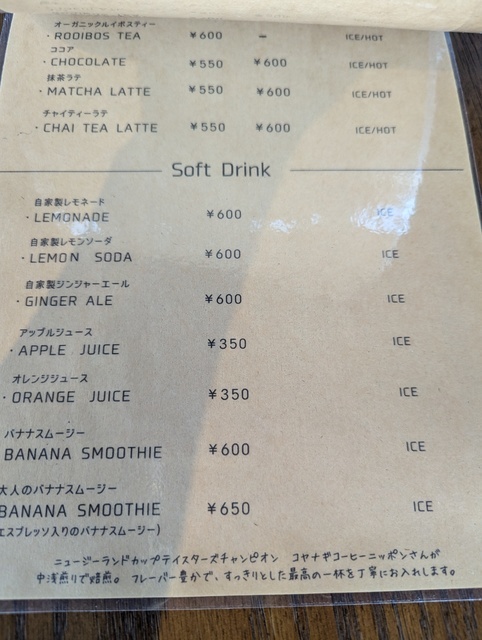 オーガニックルイボスティー
・ROOIBOS TEA ¥600 – ICE/HOT
ココア
・CHOCOLATE ¥550 ¥600 ICE/HOT
抹茶ラテ
・MATCHA LATTE ¥550 ¥600 ICE/HOT
チャイティーラテ
・CHAI TEA LATTE ¥550 ¥600 ICE/HOT
Soft Drink
自家製レモネード
・LEMONADE ¥600 ICE
自家製レモンソーダ
・LEMON SODA ¥600 ICE
自家製ジンジャーエール
・GINGER ALE ¥600 ICE
アップルジュース
・APPLE JUICE ¥350 ICE
オレンジジュース
・ORANGE JUICE ¥350 ICE
バナナスムージー
BANANA SMOOTHIE ¥600 ICE
大人のバナナスムージー
BANANA SMOOTHIE ¥650 ICE
エスプレッソ入りのバナナスムージー)
ニュージーランドカップテイスターズチャンピオン コヤナギコーヒーニッポンさんが
中浅煎りで焙煎。フレーバー豊かで、すっきりとした最高の一杯を丁寧にお入れします。